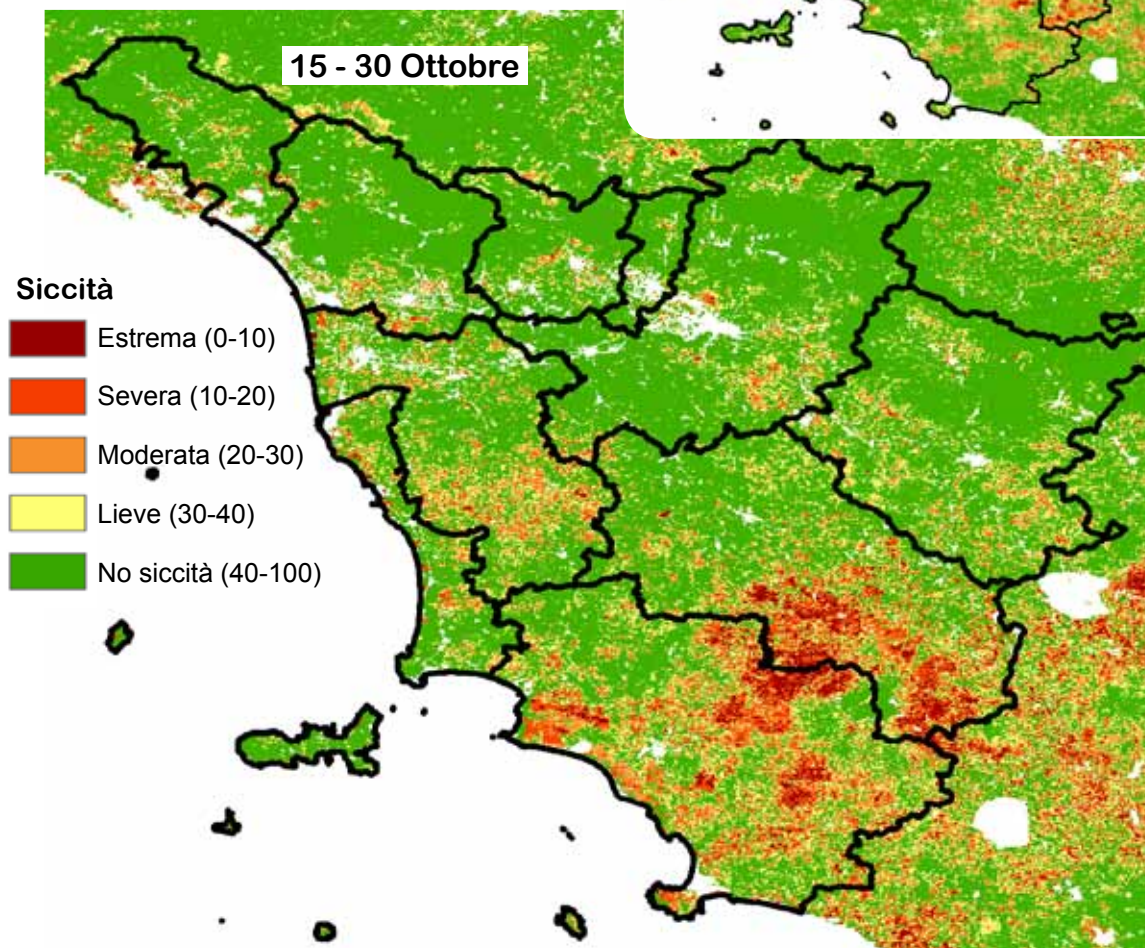 15 - 30 Ottobre
Siccità
Estrema (0-10)
Severa (10-20)
Moderata (20-30)
Lieve (30-40)
No siccità (40-100)